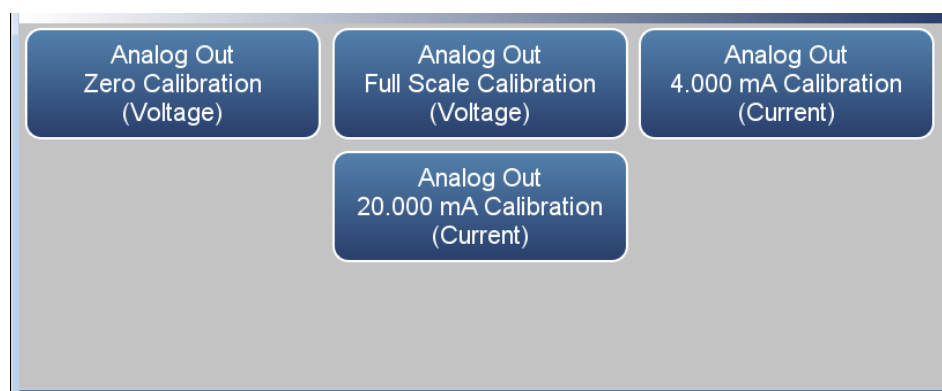 Analog Out
Zero Calibration
(Voltage)
Analog Out
Full Scale Calibration
(Voltage)
Analog Out
4.000 mA Calibration
(Current)
Analog Out
20.000 mA Calibration
(Current)